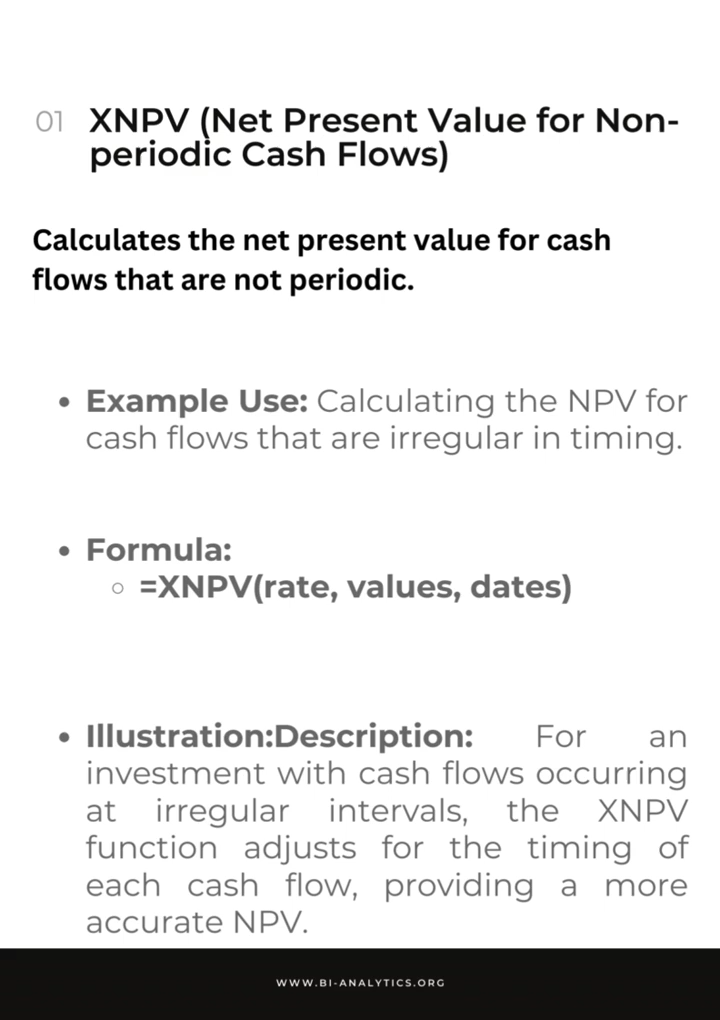 01 XNPV (Net Present Value for Non-
periodic Cash Flows)
Calculates the net present value for cash
flows that are not periodic.
• Example Use: Calculating the NPV for
cash flows that are irregular in timing.
• Formula:
○ =XNPV(rate, values, dates)
• Illustration:Description: For an
investment with cash flows occurring
at irregular intervals, the XNPV
function adjusts for the timing of
each cash flow, providing a more
accurate NPV.
WWW.BI-ANALYTICS.ORG